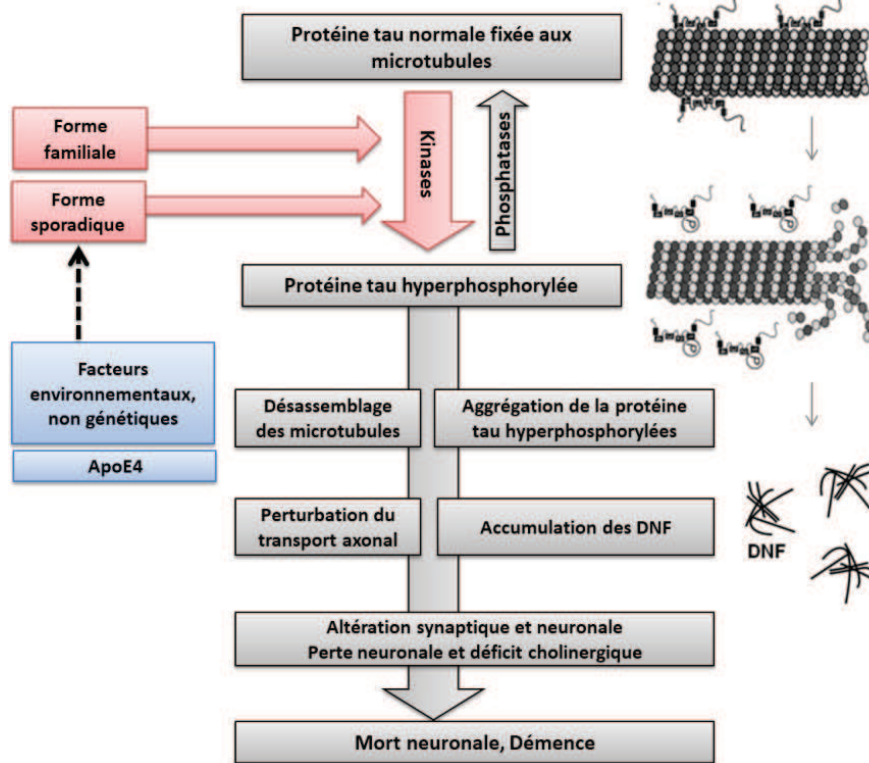 Protéine tau normale fixée aux
microtubules
Forme
familiale
Kinases
Phosphatases
Forme
sporadique
Protéine tau hyperphosphorylée
Facteurs
environnementaux,
non génétiques
ApoE4
Désassemblage
des microtubules
Aggrégation de la protéine
tau hyperphosphorylées
Perturbation du
transport axonal
Accumulation des DNF
DNF
Altération synaptique et neuronale
Perte neuronale et déficit cholinergique
Mort neuronale, Démence